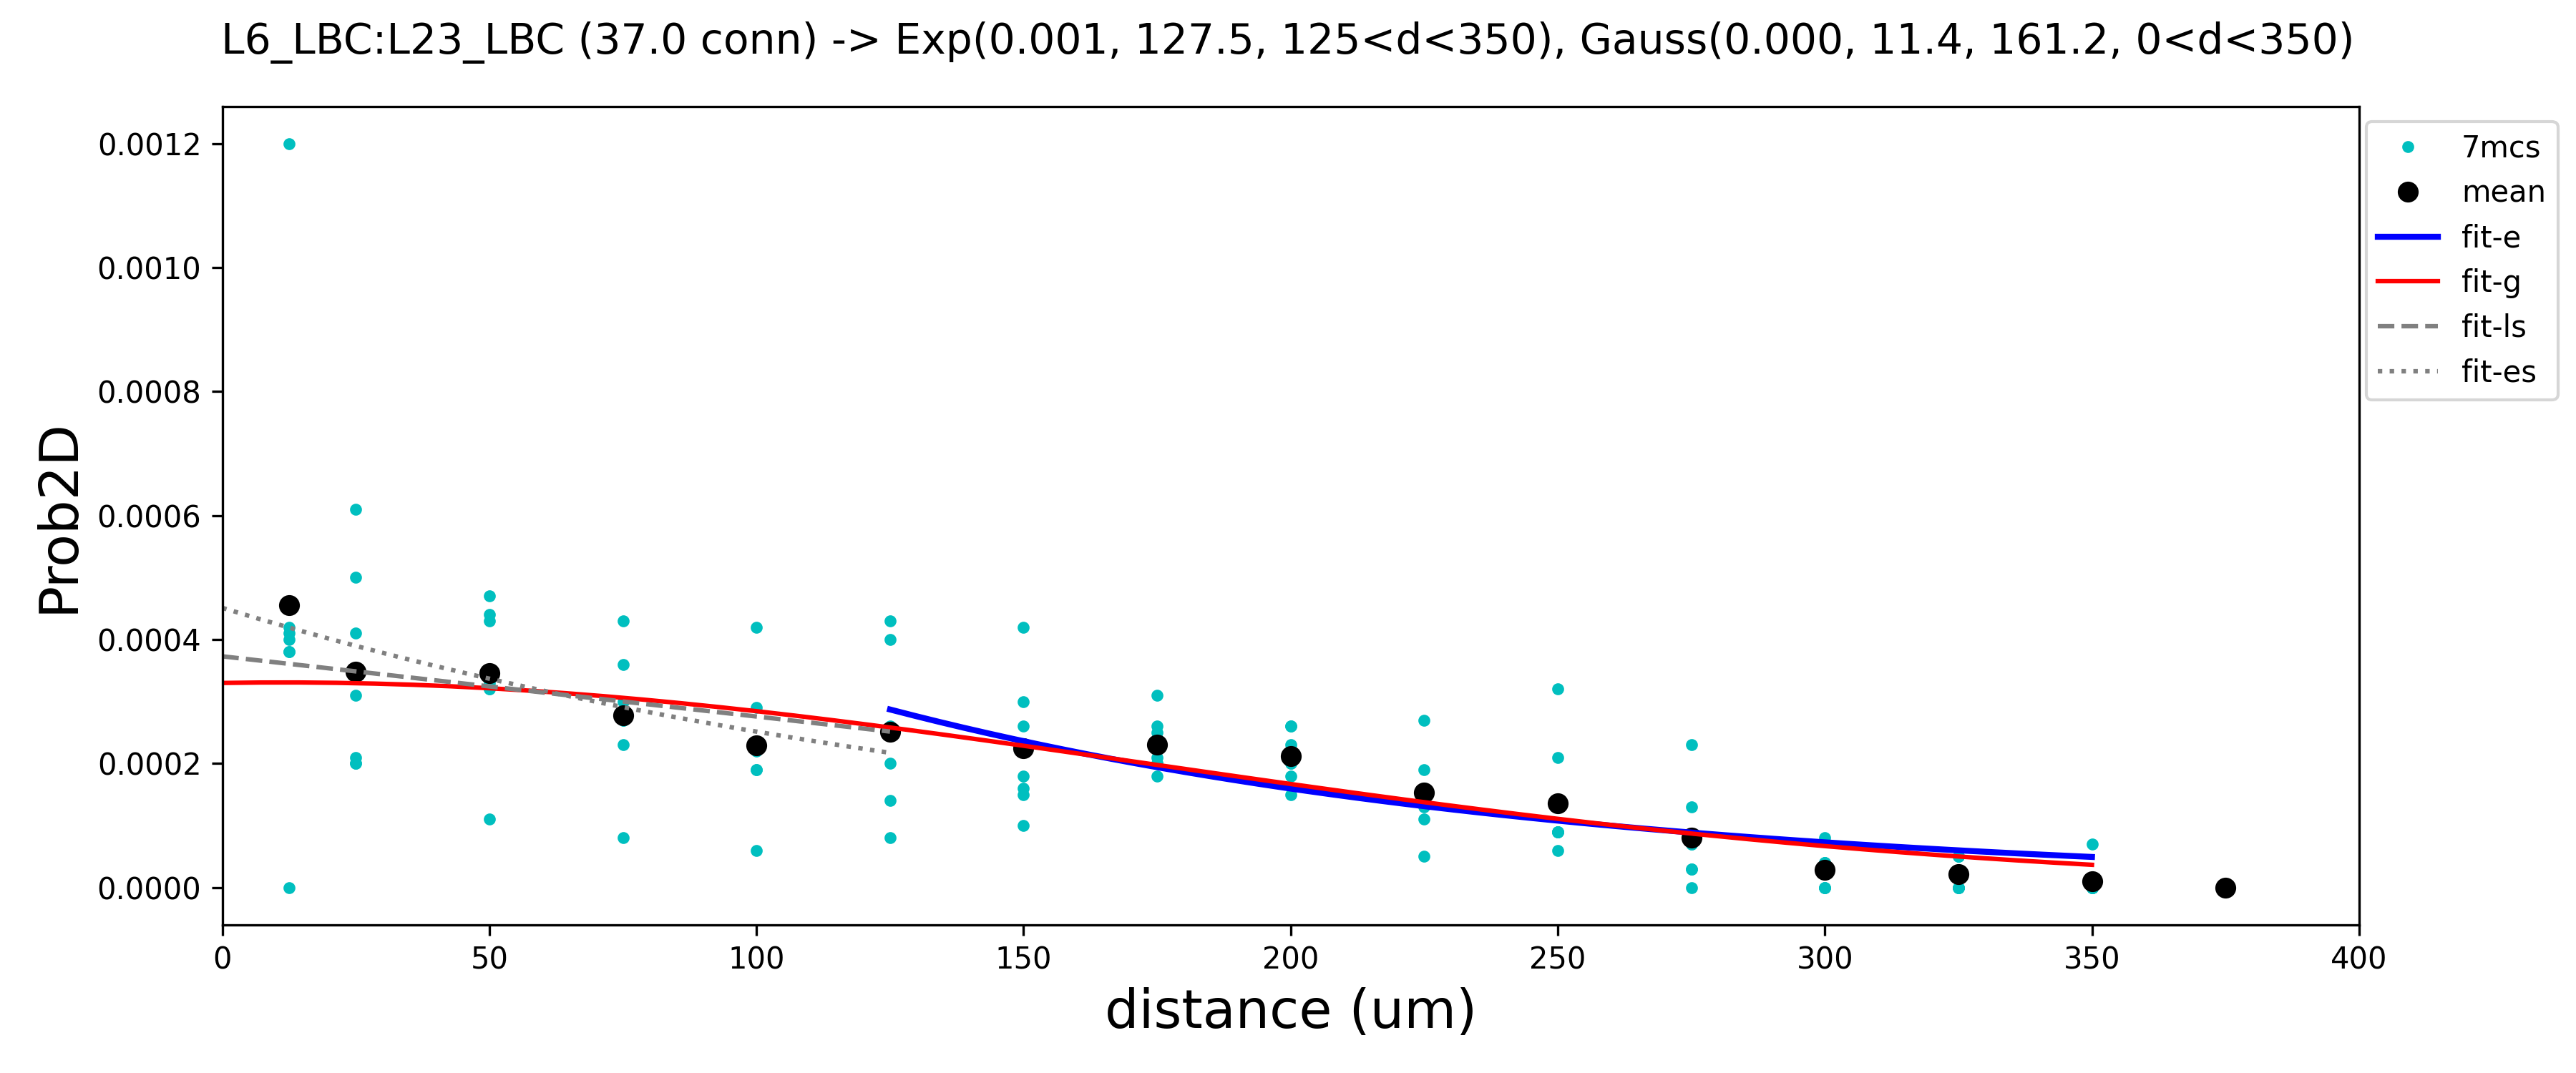 L6_LBC:L23_LBC (37.0 conn) -> Exp(0.001, 127.5, 125<d<350), Gauss(0.000, 11.4, 161.2, 0<d<350)
0.0012
0.0010
0.0008
0.0006
0.0004
0.0002
0.0000
Prob2D
0 50 100 150 200 250 300 350 400
distance (um)
7mcs
mean
fit-e
fit-g
fit-ls
fit-es